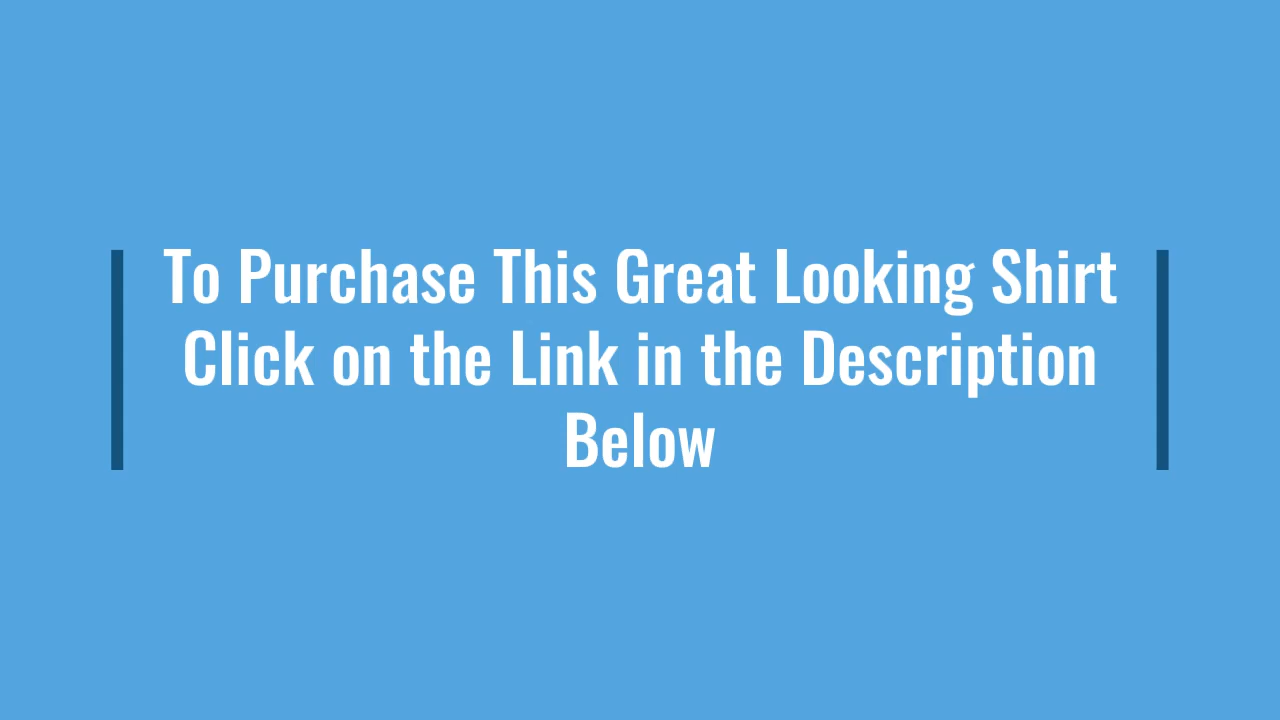 To Purchase This Great Looking Shirt
Click on the Link in the Description
Below